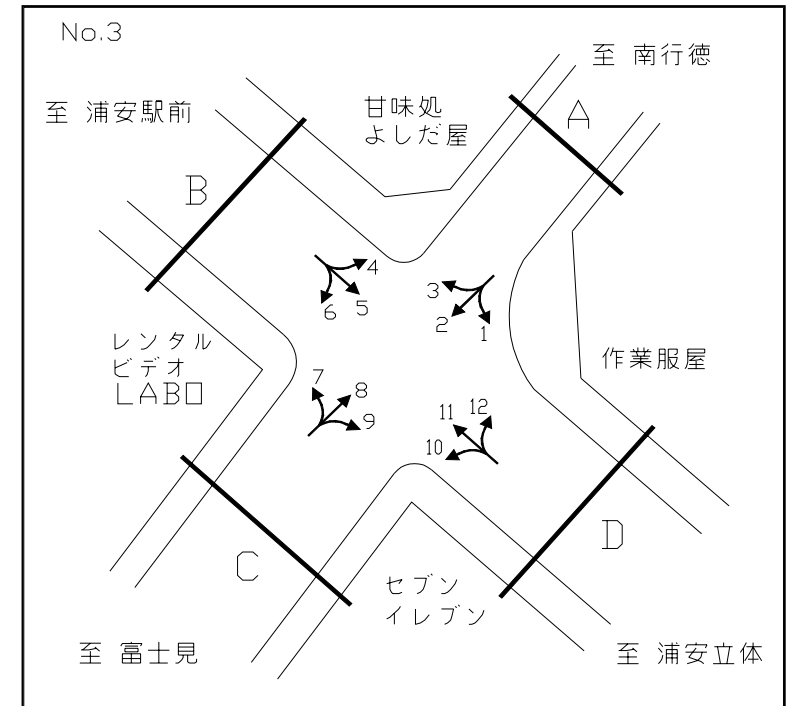 No.3
至 南行徳
A
至 浦安駅前
甘味処
よしだ屋
B
4
5
6
3
2
1
レンタル
ビデオ
LABO
作業服屋
7
8
9
12
11
10
C
D
セブン
イレブン
至 富士見
至 浦安立体